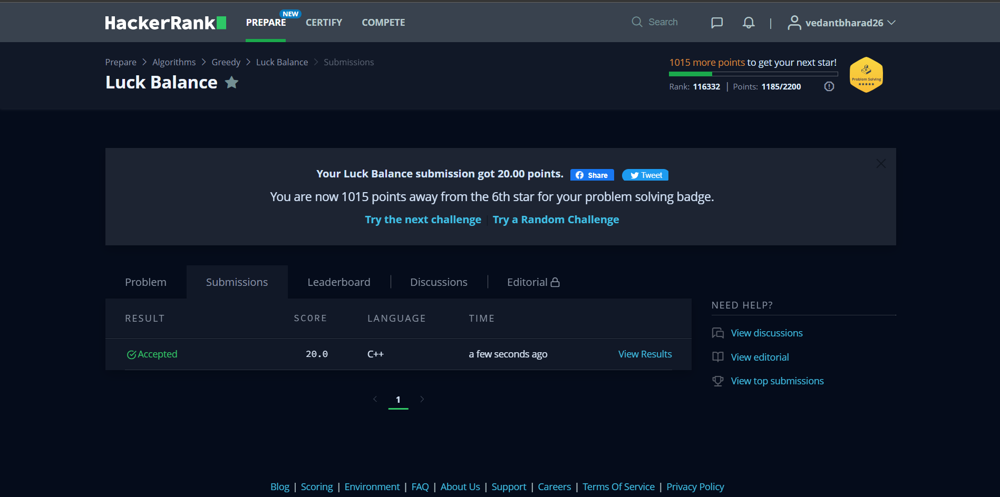 HackerRank
PREPARE NEW CERTIFY COMPETE
Search
| vedantbharad26
Prepare Algorithms Greedy Luck Balance Submissions
Luck Balance
1015 more points to get your next star!
Rank: 116332 | Points: 1185/2200
Problem Solving
Your Luck Balance submission got 20.00 points. Share Tweet
You are now 1015 points away from the 6th star for your problem solving badge.
Try the next challenge | Try a Random Challenge
Problem Submissions Leaderboard Discussions Editorial
RESULT SCORE LANGUAGE TIME
Accepted 20.0 C++ a few seconds ago View Results
1
NEED HELP?
View discussions
View editorial
View top submissions
Blog | Scoring | Environment | FAQ | About Us | Support | Careers | Terms Of Service | Privacy Policy